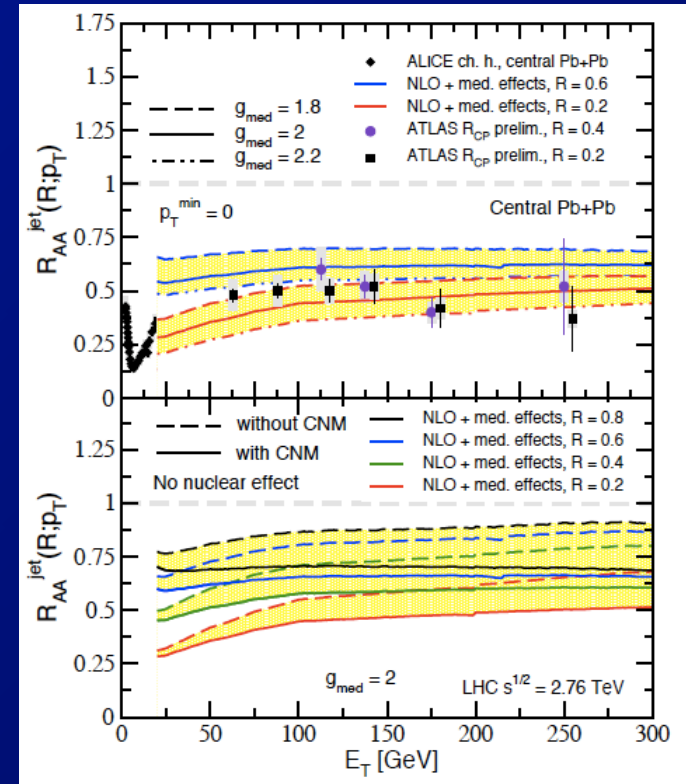 1.75
1.5
1.25
1
0.75
0.5
0.25
0
R_AA^jet(R;p_T)
ALICE ch. h., central Pb+Pb
NLO + med. effects, R = 0.6
NLO + med. effects, R = 0.2
ATLAS R_CP prelim., R = 0.4
ATLAS R_CP prelim., R = 0.2
g_med = 1.8
g_med = 2
g_med = 2.2
p_T^min = 0
Central Pb+Pb
1.25
1
0.75
0.5
0.25
0
R_AA^jet(R;p_T)
without CNM
with CNM
No nuclear effect
NLO + med. effects, R = 0.8
NLO + med. effects, R = 0.6
NLO + med. effects, R = 0.4
NLO + med. effects, R = 0.2
g_med = 2
LHC s^1/2 = 2.76 TeV
0 50 100 150 200 250 300
E_T [GeV]